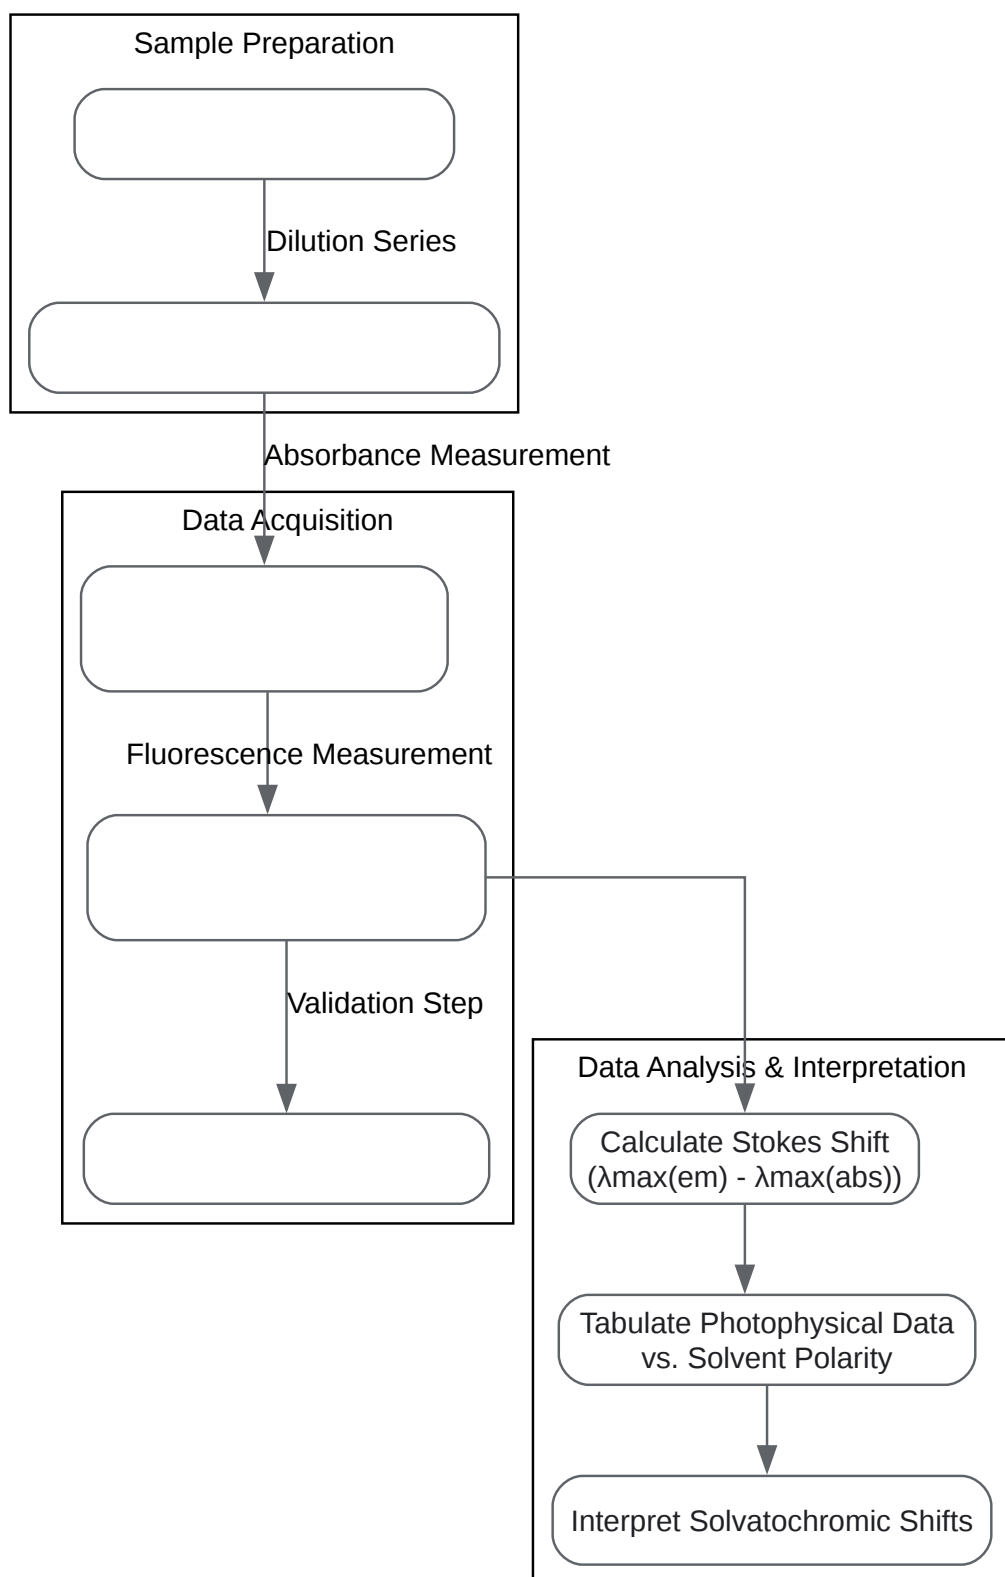 Sample Preparation
Dilution Series
Absorbance Measurement
Data Acquisition
Fluorescence Measurement
Validation Step
Data Analysis & Interpretation
Calculate Stokes Shift
(λmax(em) - λmax(abs))
Tabulate Photophysical Data
vs. Solvent Polarity
Interpret Solvatochromic Shifts